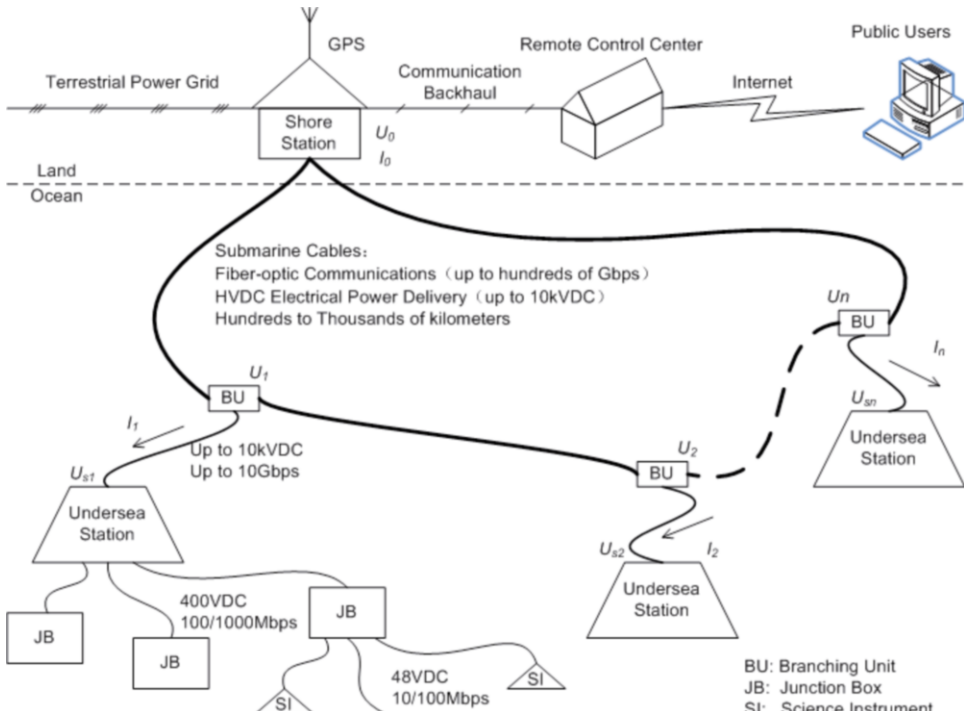 GPS
Remote Control Center
Public Users
Terrestrial Power Grid
Communication
Backhaul
Internet
Shore
Station
U0
I0
Land
Ocean
Submarine Cables:
Fiber-optic Communications (up to hundreds of Gbps)
HVDC Electrical Power Delivery (up to 10kVDC)
Hundreds to Thousands of kilometers
Un
BU
In
Usn
Undersea
Station
U1
BU
I1
Up to 10kVDC
Up to 10Gbps
Us1
Undersea
Station
U2
BU
Us2
I2
Undersea
Station
400VDC
100/1000Mbps
JB
JB
JB
48VDC
10/100Mbps
SI
SI
BU: Branching Unit
JB: Junction Box
SI: Science Instrument